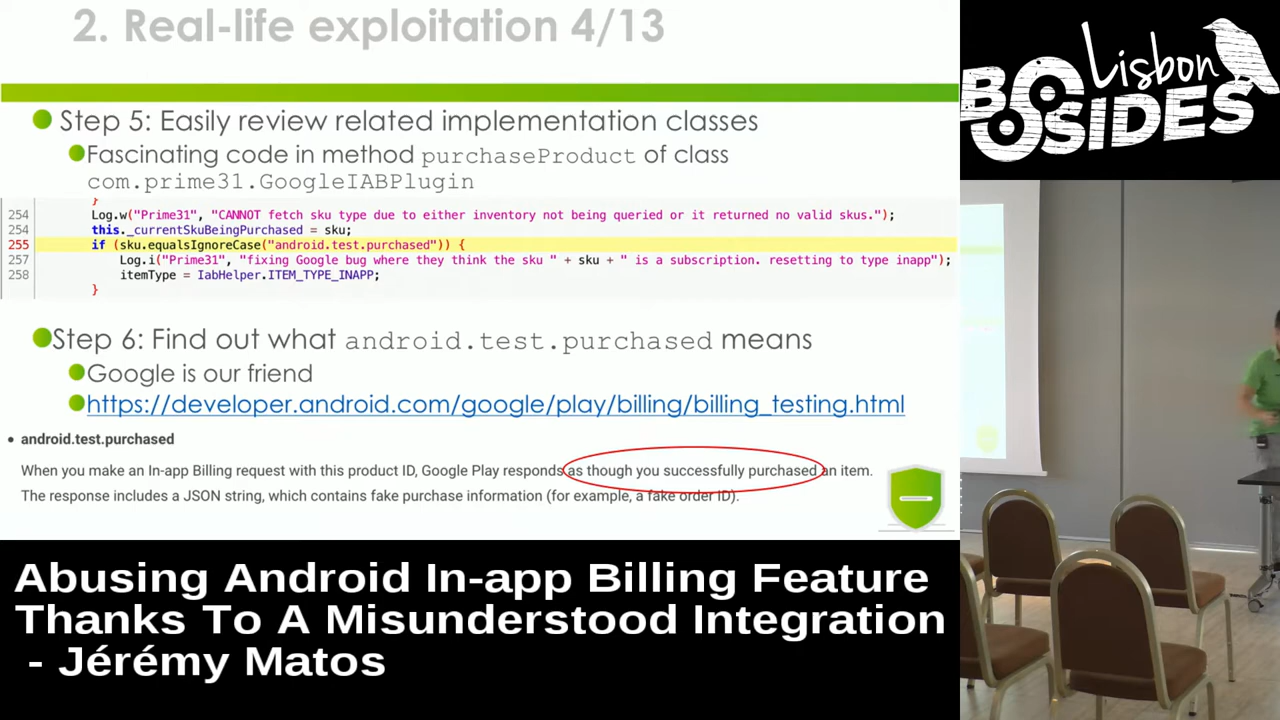 2. Real-life exploitation 4/13
Step 5: Easily review related implementation classes
Fascinating code in method purchaseProduct of class
com.prime31.GoogleIABPlugin
}
254 Log.w("Prime31", "CANNOT fetch sku type due to either inventory not being queried or it returned no valid skus.");
254 this._currentSkuBeingPurchased = sku;
255 if (sku.equalsIgnoreCase("android.test.purchased")) {
257 Log.i("Prime31", "fixing Google bug where they think the sku " + sku + " is a subscription. resetting to type inapp");
258 itemType = IabHelper.ITEM_TYPE_INAPP;
}
Step 6: Find out what android.test.purchased means
Google is our friend
https://developer.android.com/google/play/billing/billing_testing.html
• android.test.purchased
When you make an In-app Billing request with this product ID, Google Play responds as though you successfully purchased an item.
The response includes a JSON string, which contains fake purchase information (for example, a fake order ID).
Abusing Android In-app Billing Feature
Thanks To A Misunderstood Integration
- Jérémy Matos
Lisbon
BSIDES